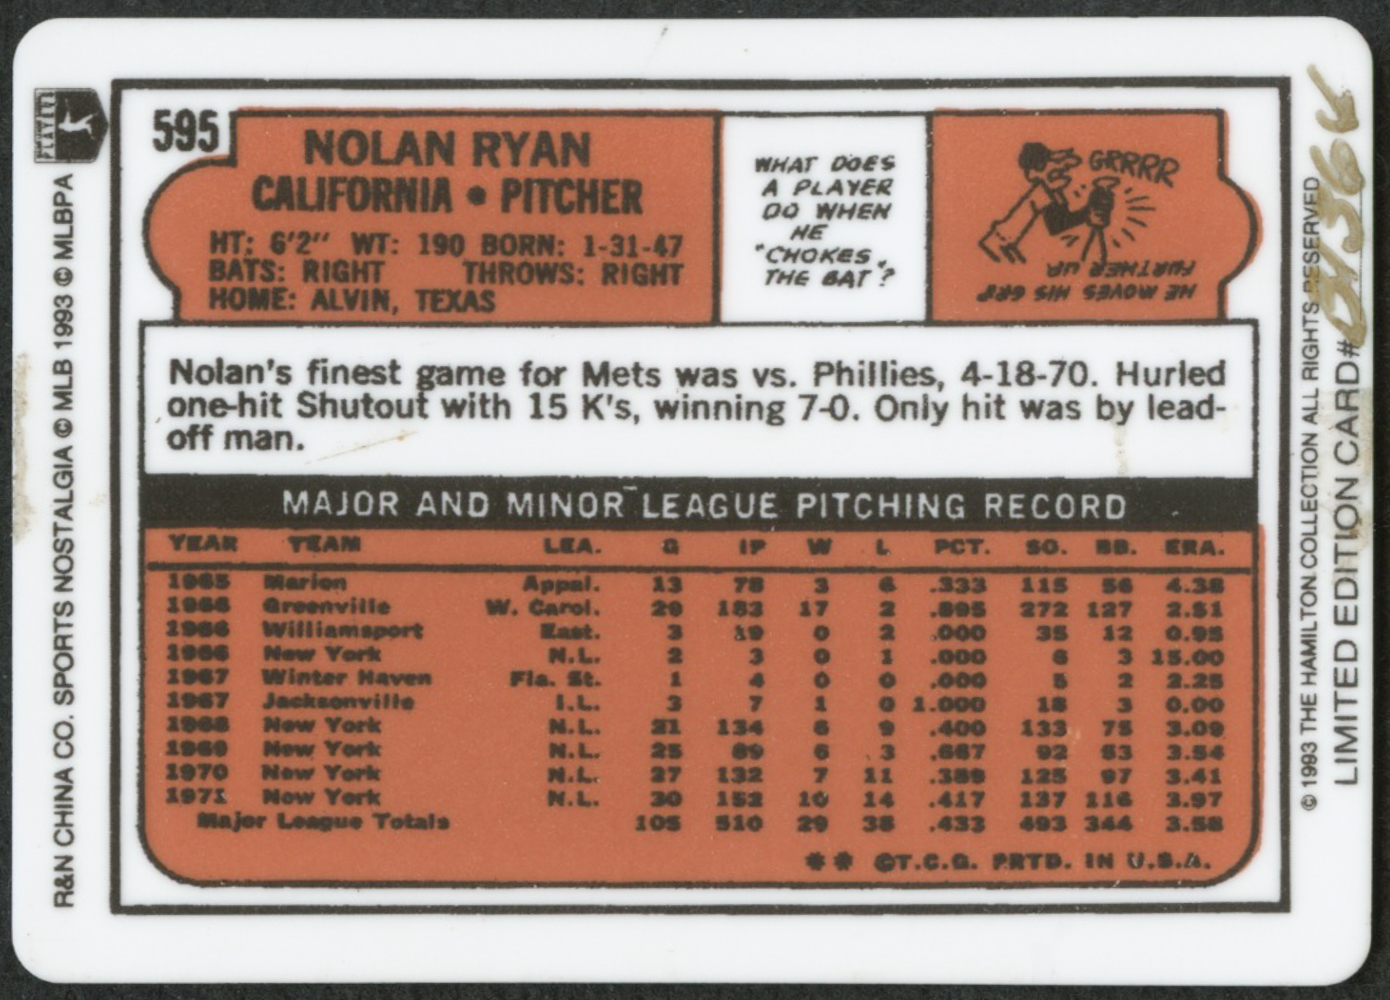 595
NOLAN RYAN
CALIFORNIA • PITCHER
HT: 6'2" WT: 190 BORN: 1-31-47
BATS: RIGHT THROWS: RIGHT
HOME: ALVIN, TEXAS
WHAT DOES
A PLAYER
DO WHEN
HE
"CHOKES"
THE BAT?
GRRRR
HE MOVES HIS GRIP
FURTHER UP
Nolan's finest game for Mets was vs. Phillies, 4-18-70. Hurled
one-hit Shutout with 15 K's, winning 7-0. Only hit was by lead-
off man.
MAJOR AND MINOR LEAGUE PITCHING RECORD
YEAR TEAM LEA. G IP W L PCT. SO. BB. ERA.
1965 Marion Appal. 13 78 3 6 .333 115 56 4.38
1966 Greenville W. Carol. 29 183 17 2 .895 272 127 2.51
1966 Williamsport East. 3 19 0 2 .000 35 12 0.95
1966 New York N.L. 2 3 0 1 .000 6 3 15.00
1967 Winter Haven Fla. St. 1 4 0 0 .000 5 2 2.25
1967 Jacksonville I.L. 3 7 1 0 1.000 18 3 0.00
1968 New York N.L. 21 134 6 9 .400 133 75 3.09
1969 New York N.L. 25 89 6 3 .667 92 53 3.54
1970 New York N.L. 27 132 7 11 .389 125 97 3.41
1971 New York N.L. 30 152 10 14 .417 137 116 3.97
Major League Totals 105 510 29 38 .433 493 344 3.58
** ©T.C.G. PRTD. IN U.S.A.
R&N CHINA CO. SPORTS NOSTALGIA © MLB 1993 © MLBPA
PLAYERS
© 1993 THE HAMILTON COLLECTION ALL RIGHTS RESERVED
LIMITED EDITION CARD#